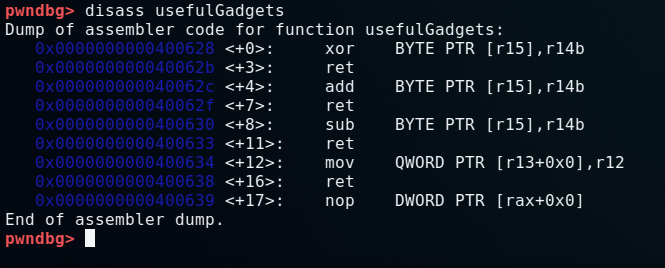 pwndbg> disass usefulGadgets
Dump of assembler code for function usefulGadgets:
   0x0000000000400628 <+0>:     xor    BYTE PTR [r15],r14b
   0x000000000040062b <+3>:     ret
   0x000000000040062c <+4>:     add    BYTE PTR [r15],r14b
   0x000000000040062f <+7>:     ret
   0x0000000000400630 <+8>:     sub    BYTE PTR [r15],r14b
   0x0000000000400633 <+11>:    ret
   0x0000000000400634 <+12>:    mov    QWORD PTR [r13+0x0],r12
   0x0000000000400638 <+16>:    ret
   0x0000000000400639 <+17>:    nop    DWORD PTR [rax+0x0]
End of assembler dump.
pwndbg>